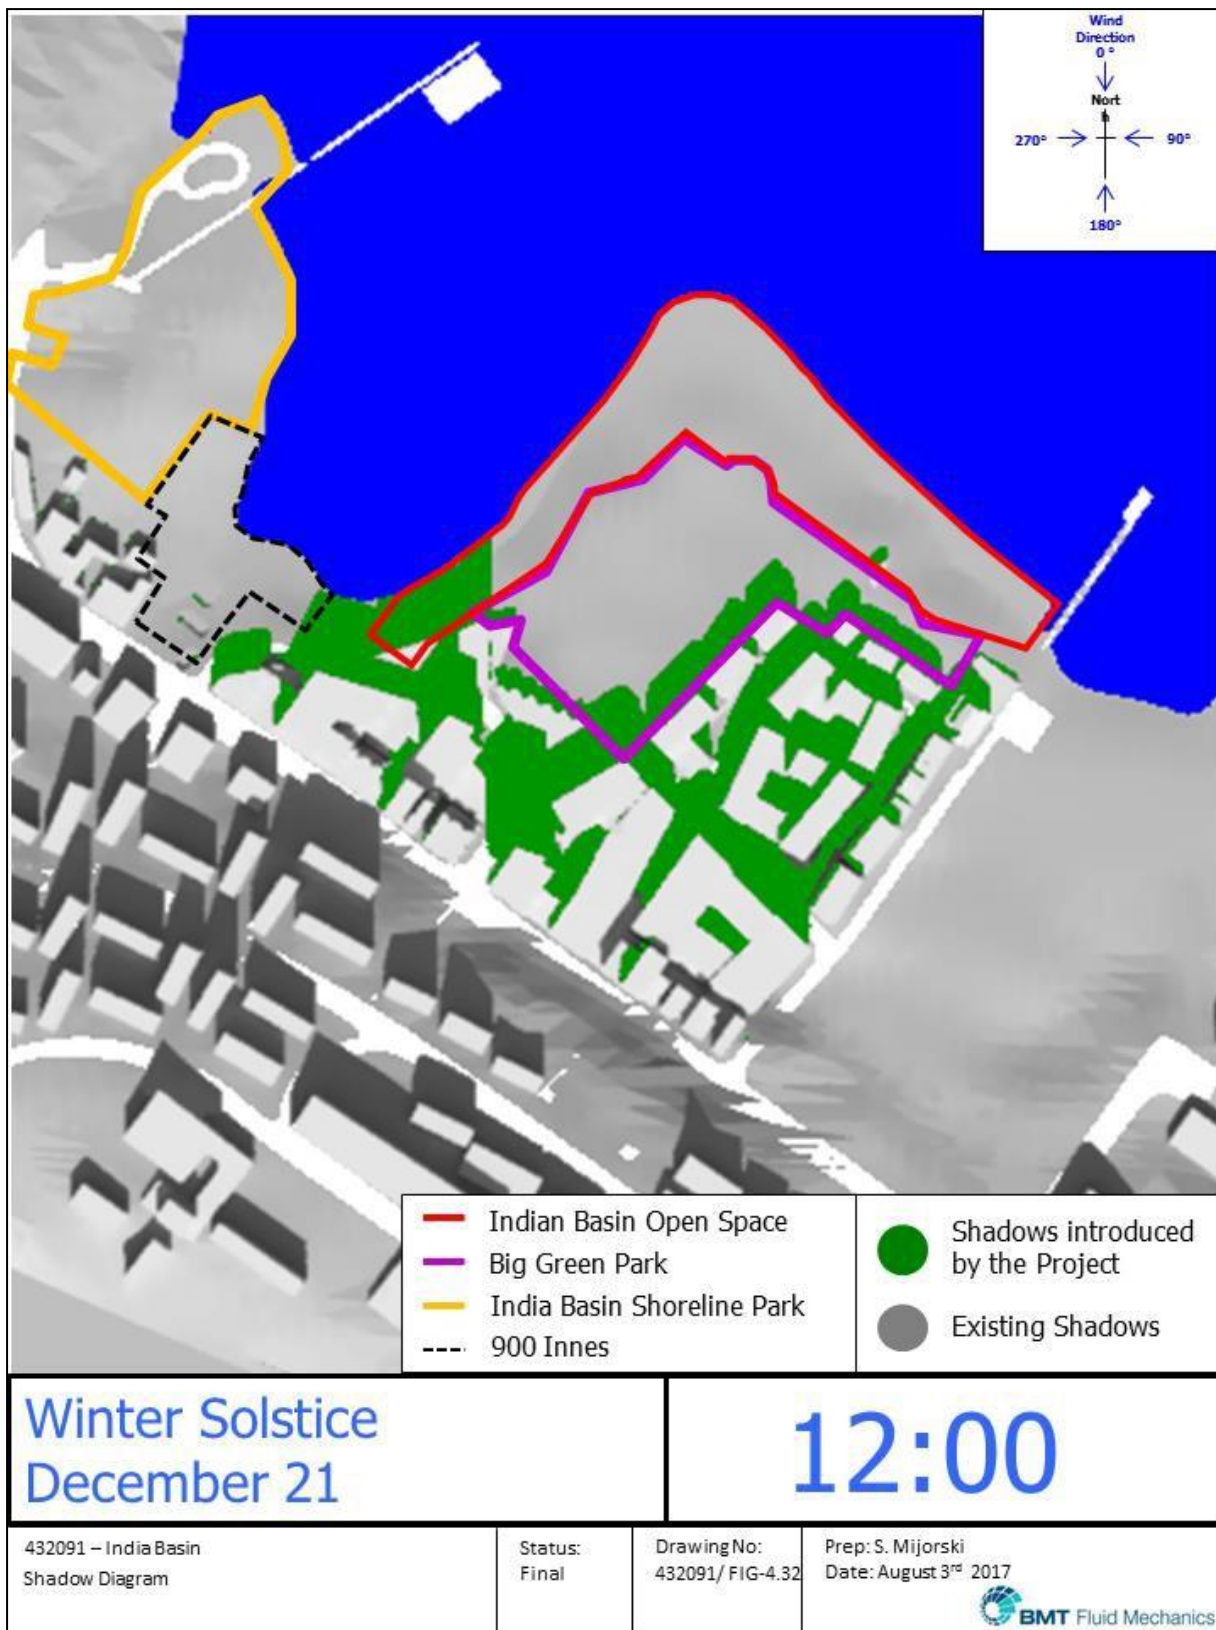 Wind
Direction
0 °
Nort
h
270°
90°
180°
Indian Basin Open Space
Big Green Park
India Basin Shoreline Park
900 Innes
Shadows introduced
by the Project
Existing Shadows
Winter Solstice
December 21
12:00
432091 – India Basin
Shadow Diagram
Status:
Final
Drawing No:
432091/ FIG-4.32
Prep: S. Mijorski
Date: August 3rd 2017
BMT Fluid Mechanics